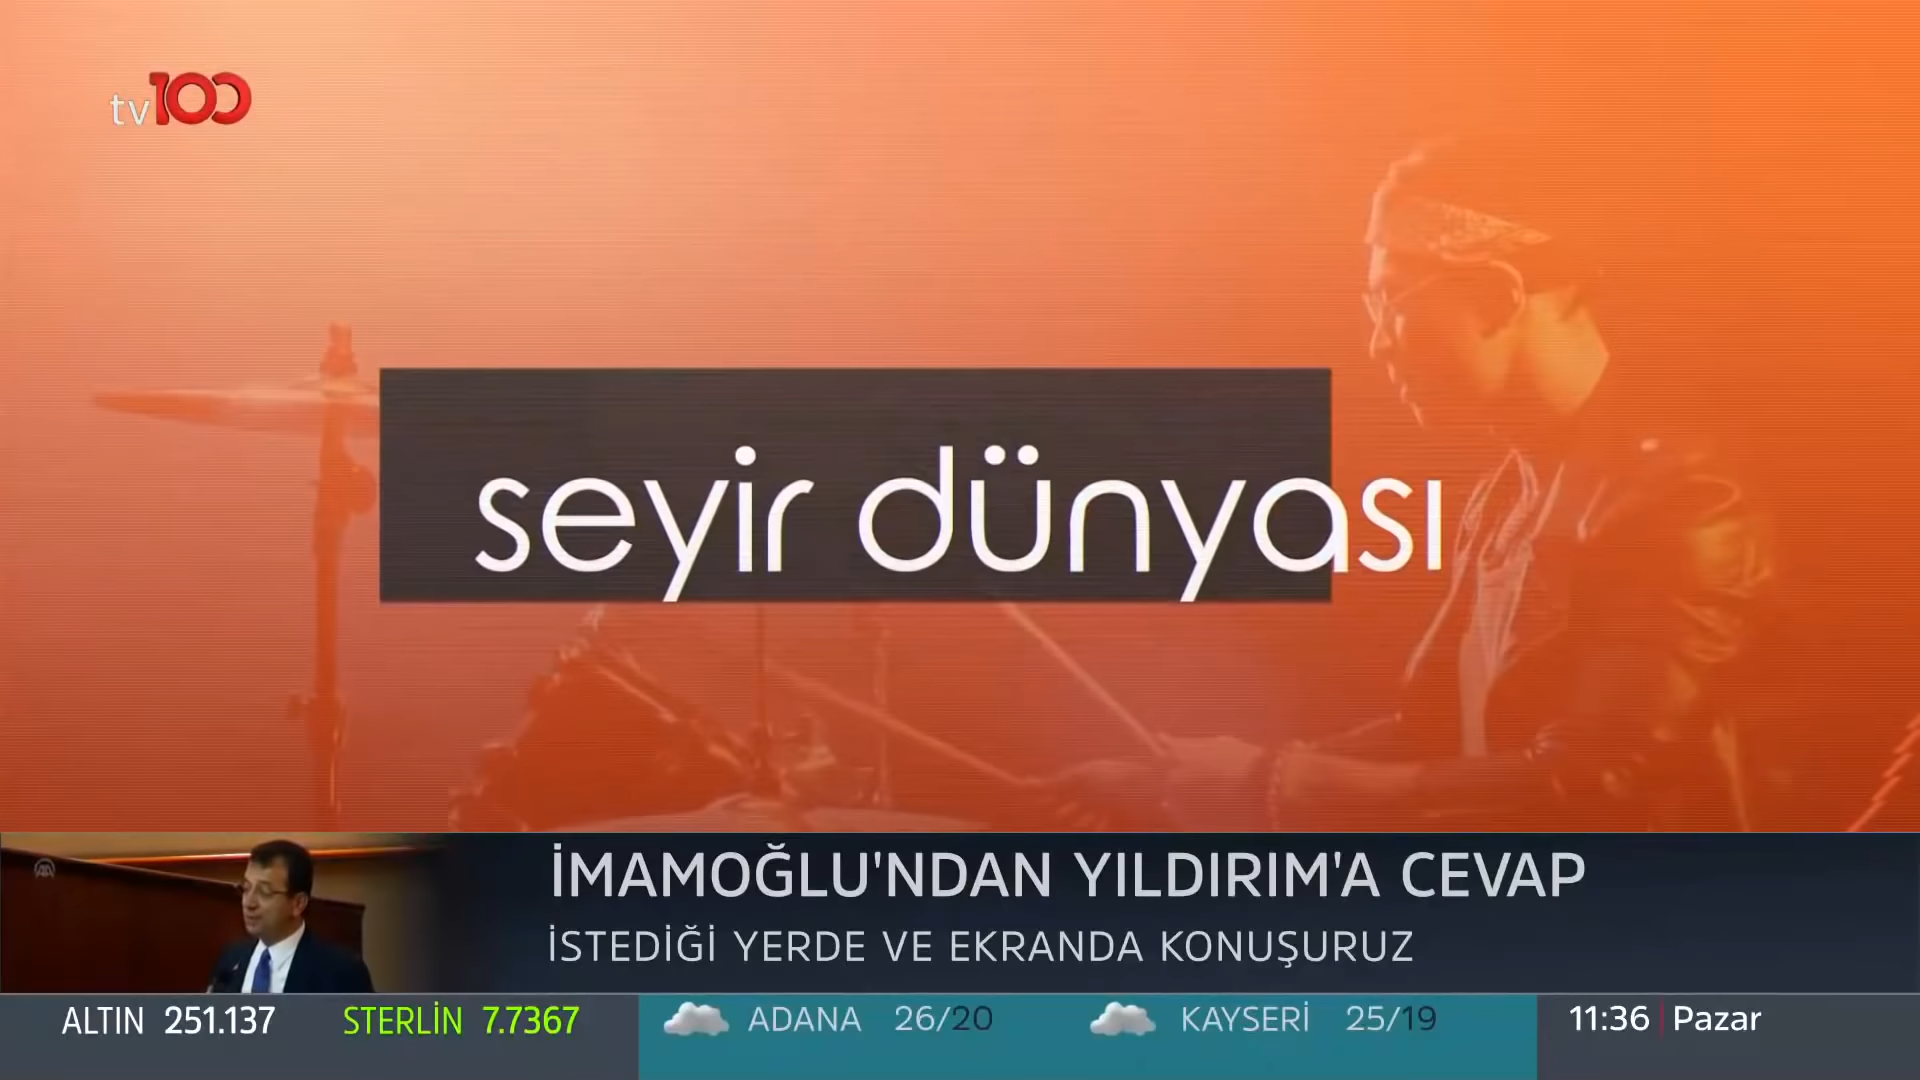 tv100
seyir dünyası
İMAMOĞLU'NDAN YILDIRIM'A CEVAP
İSTEDİĞİ YERDE VE EKRANDA KONUŞURUZ
ALTIN 251.137 STERLİN 7.7367 ADANA 26/20 KAYSERİ 25/19 11:36 Pazar